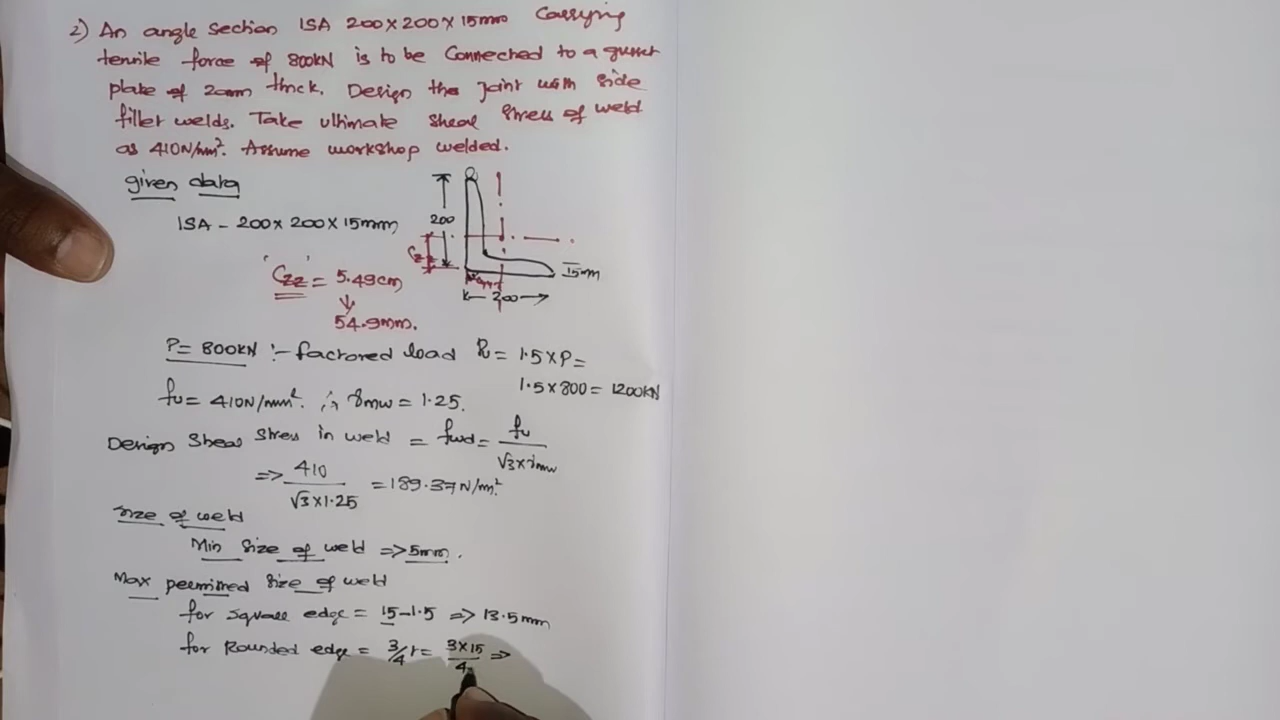 2) An angle section ISA 200×200×15mm Carrying
tensile force of 800KN is to be Connected to a gusset
plate of 20mm thick. Design the joint with side
fillet welds. Take ultimate shear stress of weld
as 410N/mm². Assume workshop welded.
given data
ISA - 200×200×15mm
200
15mm
200
'Czz' = 5.49cm
54.9mm.
P= 800KN :- factored load Pu = 1.5×P=
1.5×800 = 1200KN
fu= 410N/mm². ∴ γmw = 1.25.
Design Shear Stress in weld = fwd = fu/√3×γmw
=> 410/√3×1.25 = 189.37N/m².
Size of weld
Min Size of weld => 5mm.
Max permitted Size of weld
for square edge = 15-1.5 => 13.5mm
for Rounded edge = 3/4 t = 3×15/4 =>